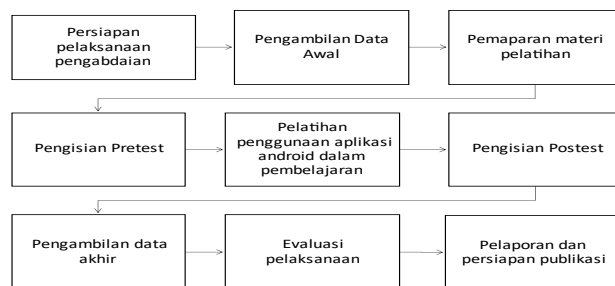 Persiapan
pelaksanaan
pengabdaian
Pengambilan Data
Awal
Pemaparan materi
pelatihan
Pengisian Pretest
Pelatihan
penggunaan aplikasi
android dalam
pembelajaran
Pengisian Postest
Pengambilan data
akhir
Evaluasi
pelaksanaan
Pelaporan dan
persiapan publikasi